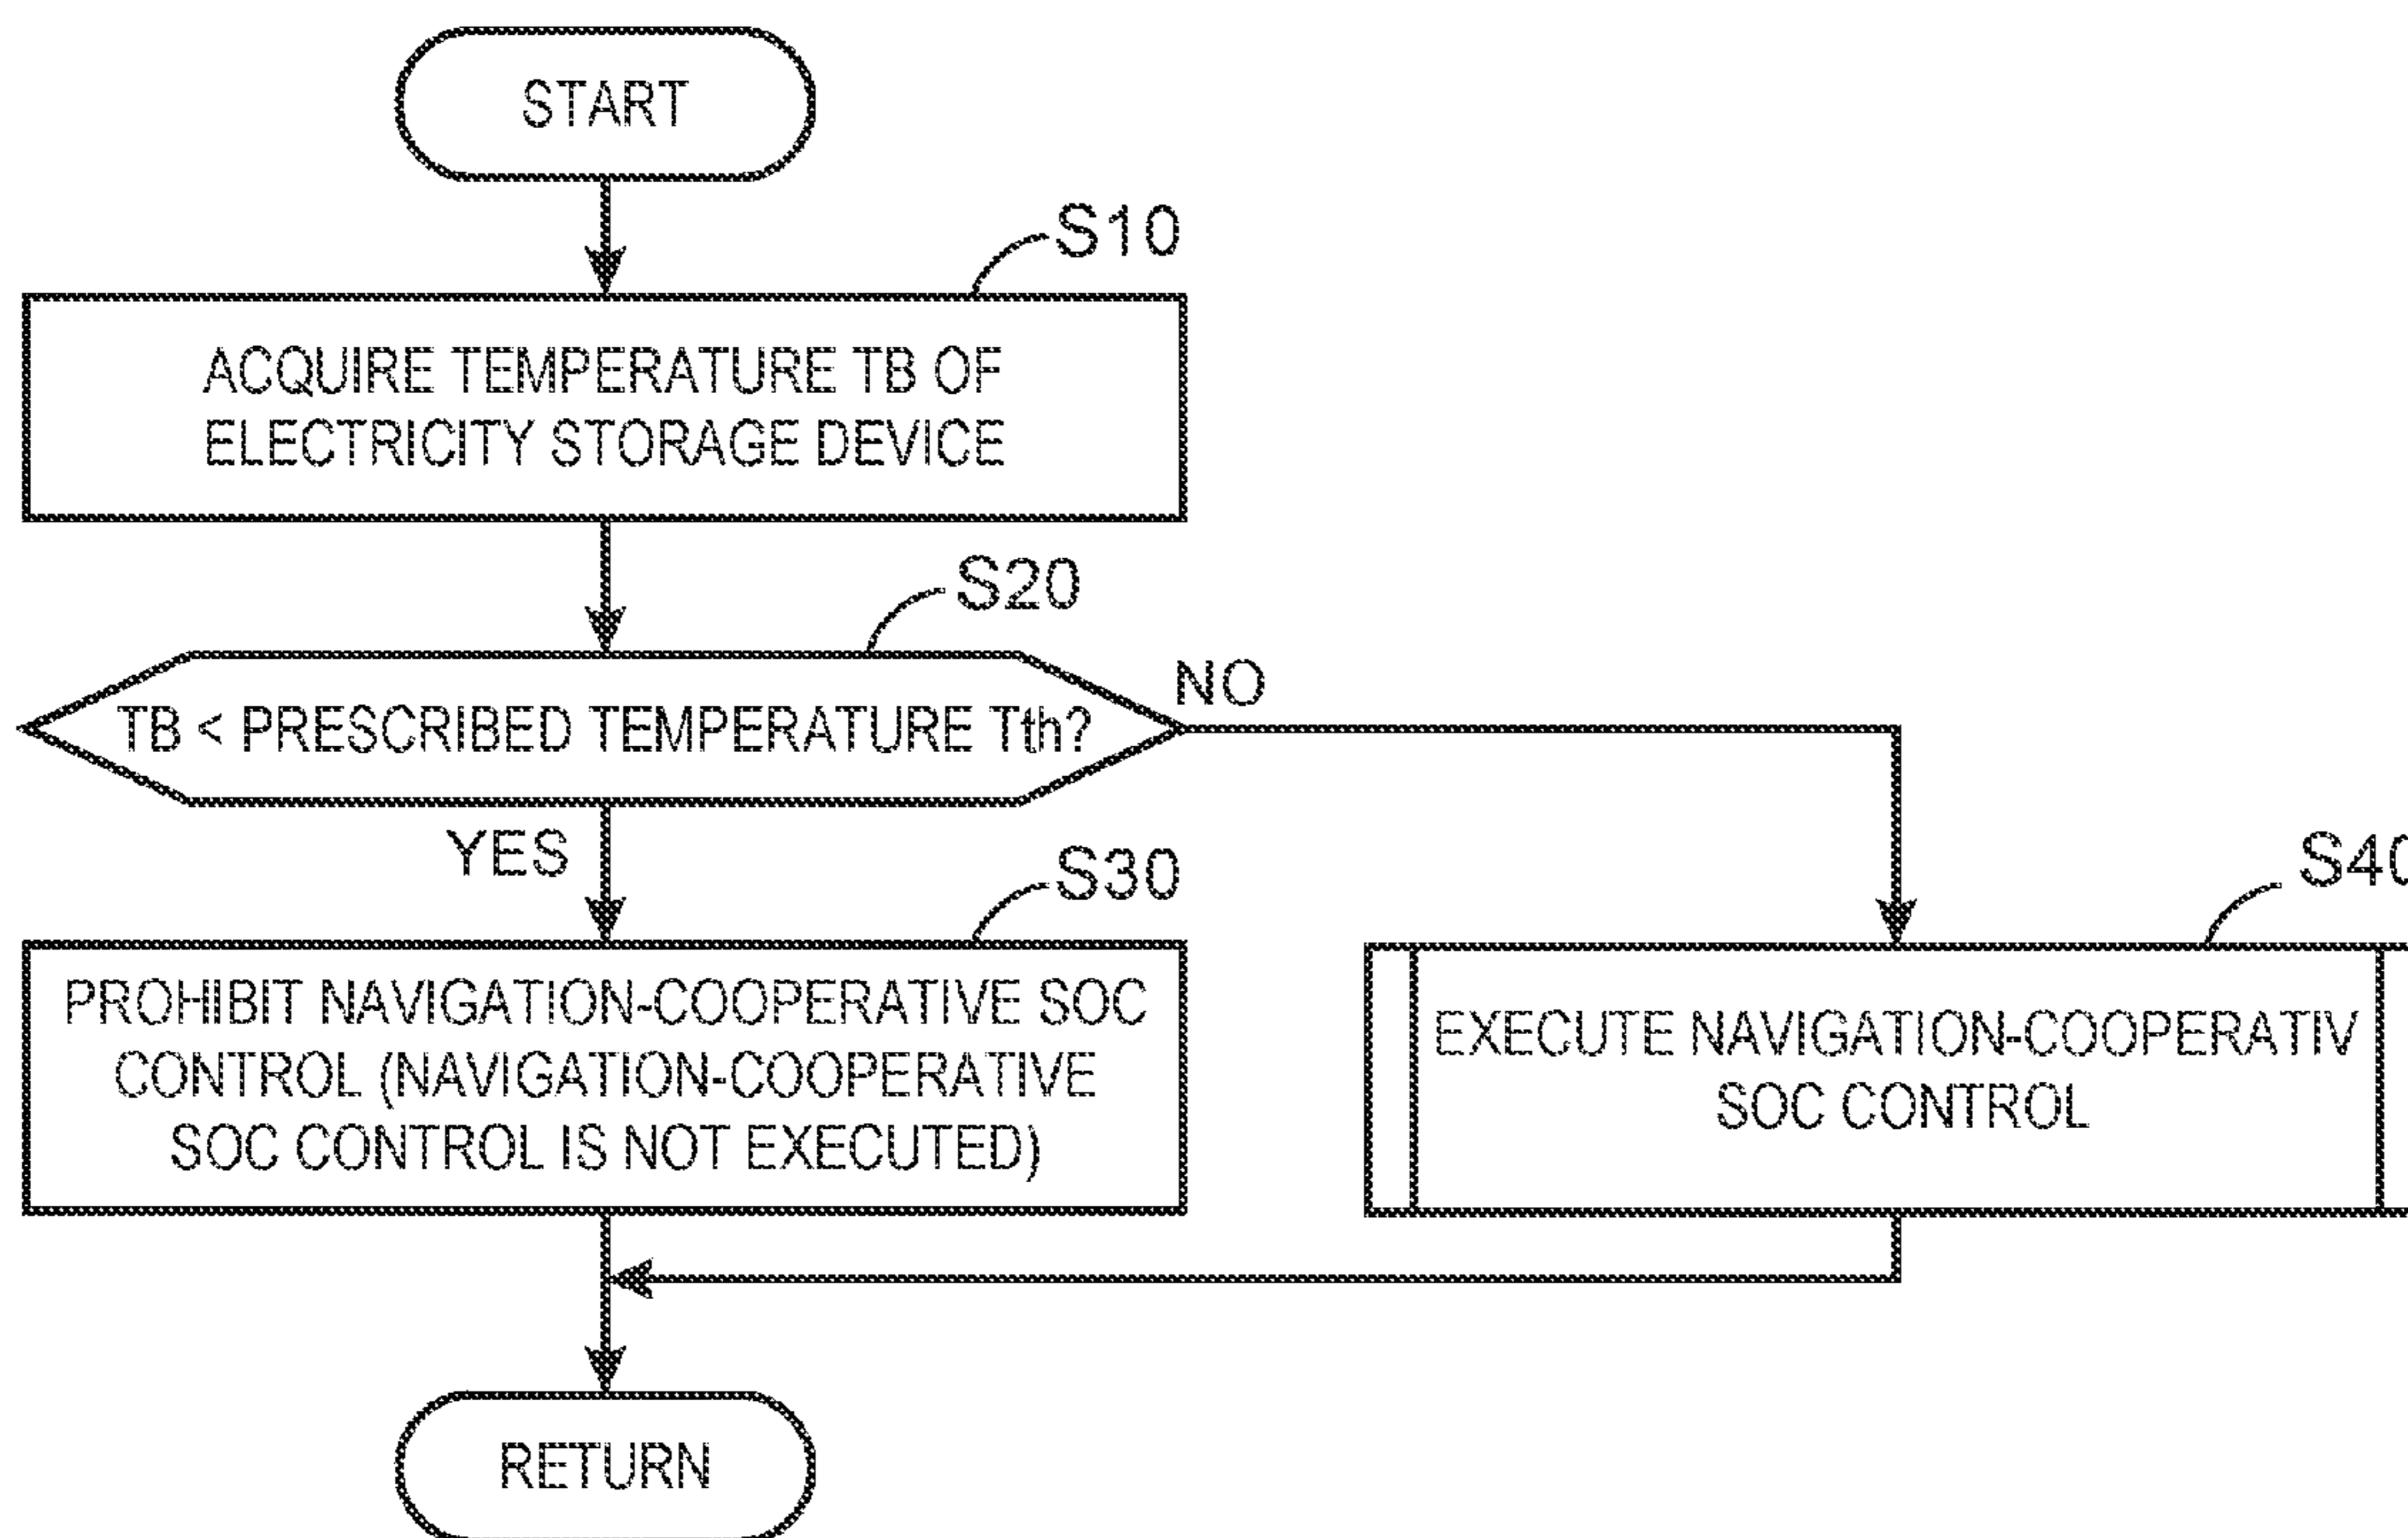 START
S10
ACQUIRE TEMPERATURE TB OF
ELECTRICITY STORAGE DEVICE
S20
TB < PRESCRIBED TEMPERATURE Tth?
NO
YES
S30
PROHIBIT NAVIGATION-COOPERATIVE SOC
CONTROL (NAVIGATION-COOPERATIVE
SOC CONTROL IS NOT EXECUTED)
S40
EXECUTE NAVIGATION-COOPERATIV
SOC CONTROL
RETURN